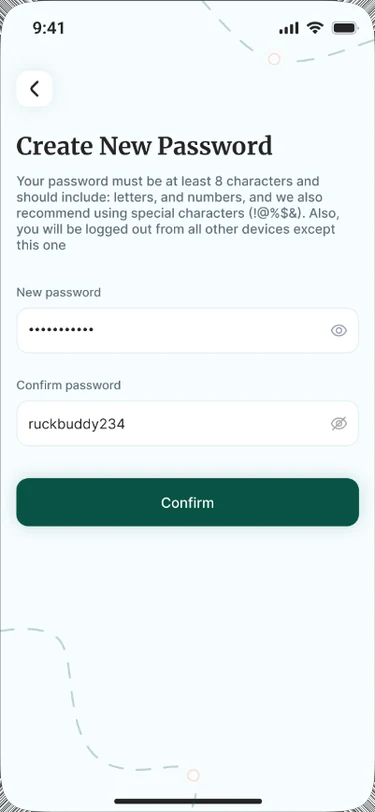 9:41
Create New Password
Your password must be at least 8 characters and
should include: letters, and numbers, and we also
recommend using special characters (!@%$&). Also,
you will be logged out from all other devices except
this one
New password
•••••••••••
Confirm password
ruckbuddy234
Confirm